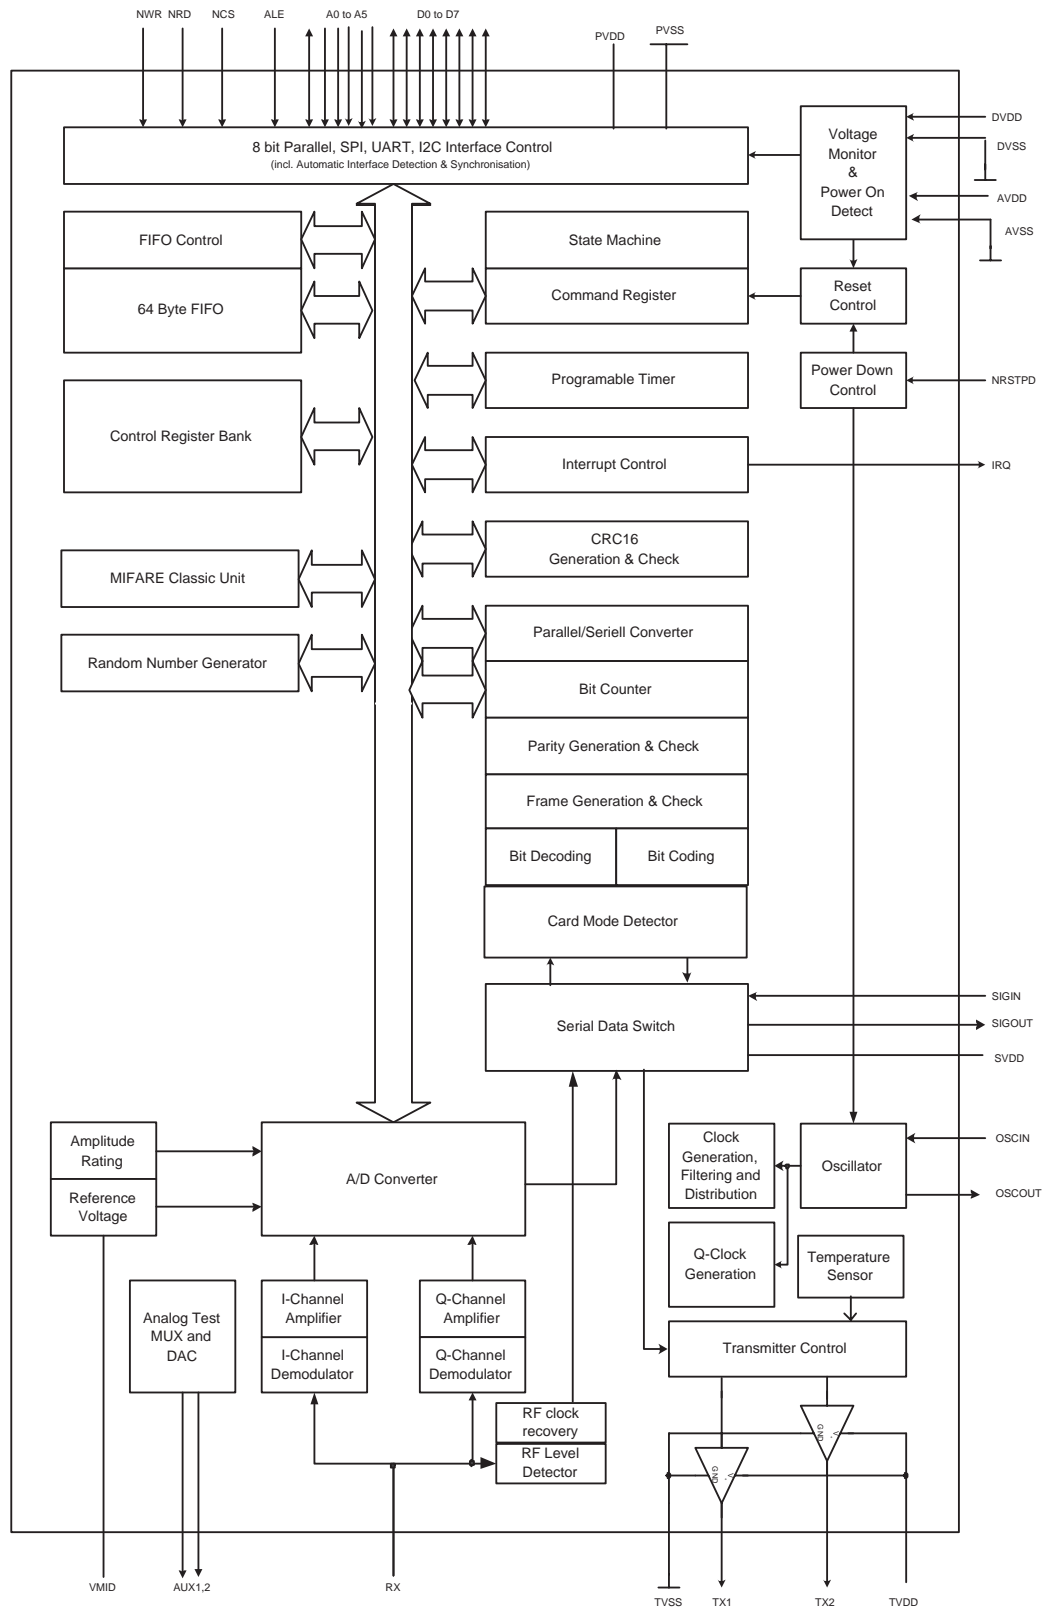 NWR NRD NCS ALE A0 to A5 D0 to D7
PVDD PVSS
8 bit Parallel, SPI, UART, I2C Interface Control
(incl. Automatic Interface Detection & Synchronisation)
Voltage
Monitor
&
Power On
Detect
DVDD
DVSS
AVDD
AVSS
FIFO Control
64 Byte FIFO
State Machine
Command Register
Reset
Control
Programable Timer
Power Down
Control
NRSTPD
Control Register Bank
Interrupt Control
IRQ
CRC16
Generation & Check
MIFARE Classic Unit
Random Number Generator
Parallel/Seriell Converter
Bit Counter
Parity Generation & Check
Frame Generation & Check
Bit Decoding
Bit Coding
Card Mode Detector
Serial Data Switch
SIGIN
SIGOUT
SVDD
Amplitude
Rating
Reference
Voltage
A/D Converter
Clock
Generation,
Filtering and
Distribution
Oscillator
OSCIN
OSCOUT
Q-Clock
Generation
Temperature
Sensor
Analog Test
MUX and
DAC
I-Channel
Amplifier
I-Channel
Demodulator
Q-Channel
Amplifier
Q-Channel
Demodulator
Transmitter Control
RF clock
recovery
RF Level
Detector
GND
V+
GND
V+
VMID AUX1,2 RX TVSS TX1 TX2 TVDD